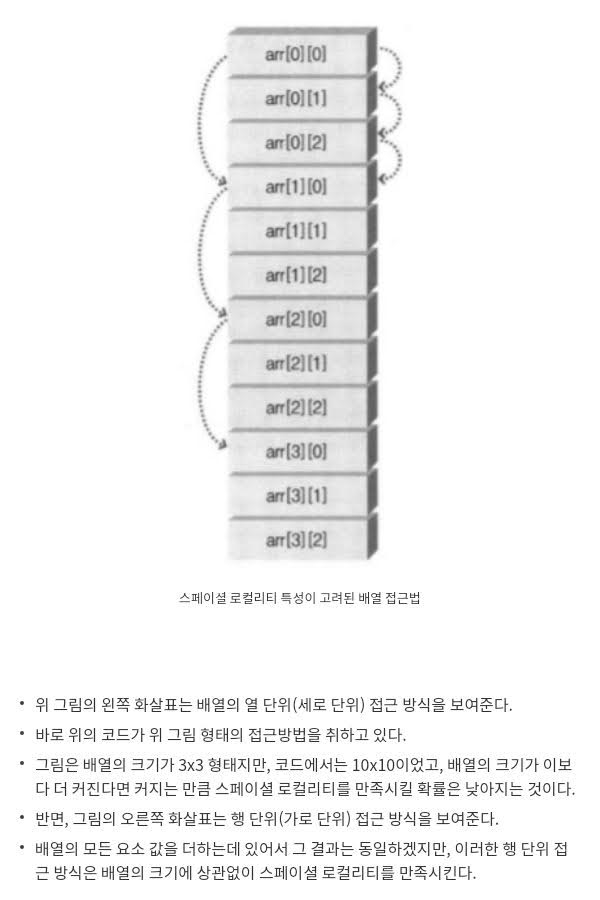 arr[0][0]
arr[0][1]
arr[0][2]
arr[1][0]
arr[1][1]
arr[1][2]
arr[2][0]
arr[2][1]
arr[2][2]
arr[3][0]
arr[3][1]
arr[3][2]
스페이셜 로컬리티 특성이 고려된 배열 접근법
• 위 그림의 왼쪽 화살표는 배열의 열 단위(세로 단위) 접근 방식을 보여준다.
• 바로 위의 코드가 위 그림 형태의 접근방법을 취하고 있다.
• 그림은 배열의 크기가 3x3 형태지만, 코드에서는 10x10이었고, 배열의 크기가 이보
다 더 커진다면 커지는 만큼 스페이셜 로컬리티를 만족시킬 확률은 낮아지는 것이다.
• 반면, 그림의 오른쪽 화살표는 행 단위(가로 단위) 접근 방식을 보여준다.
• 배열의 모든 요소 값을 더하는데 있어서 그 결과는 동일하겠지만, 이러한 행 단위 접
근 방식은 배열의 크기에 상관없이 스페이셜 로컬리티를 만족시킨다.